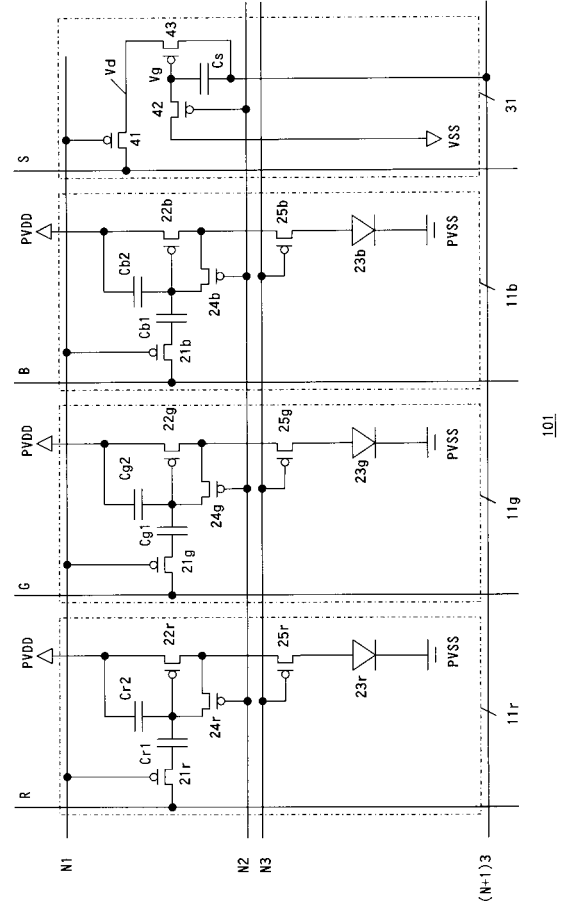 R
G
B
S
PVDD
PVDD
PVDD
N1
Cr2
Cg2
Cb2
Vd
41
22r
22g
22b
43
Cr1
Cg1
Cb1
Vg
Cs
21r
21g
21b
42
24r
24g
24b
N2
N3
25r
25g
25b
23r
23g
23b
VSS
PVSS
PVSS
PVSS
11r
11g
11b
31
(N+1)3
101